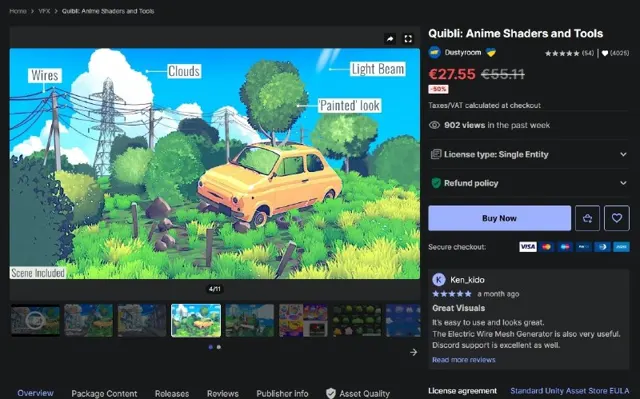 Home > VFX > Quibli: Anime Shaders and Tools
Wires
Clouds
Light Beam
'Painted' look
Scene Included
4/11
Quibli: Anime Shaders and Tools
Dustyroom
(54) | (4025)
€27.55 €55.11
-50%
Taxes/VAT calculated at checkout
902 views in the past week
License type: Single Entity
Refund policy
Buy Now
Secure checkout:
VISA
K Ken_kido
a month ago
Great Visuals
It's easy to use and looks great.
The Electric Wire Mesh Generator is also very useful.
Discord support is excellent as well.
Read more reviews
Overview Package Content Releases Reviews Publisher info Asset Quality
License agreement Standard Unity Asset Store EULA